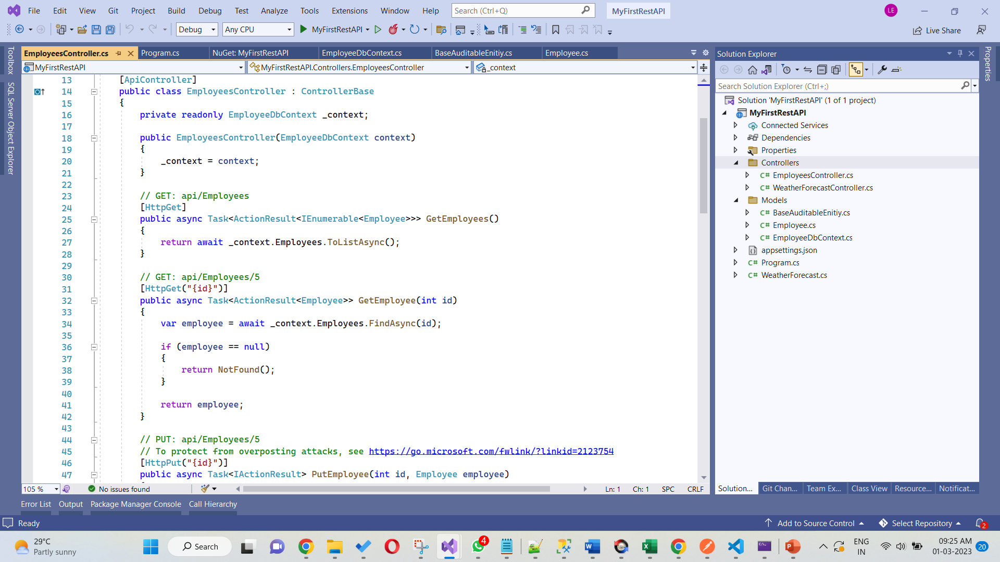 File Edit View Git Project Build Debug Test Analyze Tools Extensions Window Help Search (Ctrl+Q) MyFirstRestAPI LE
Debug Any CPU MyFirstRestAPI Live Share
Toolbox
SQL Server Object Explorer
EmployeesController.cs Program.cs NuGet: MyFirstRestAPI EmployeeDbContext.cs BaseAuditableEnitiy.cs Employee.cs
MyFirstRestAPI MyFirstRestAPI.Controllers.EmployeesController _context
13 [ApiController]
14 public class EmployeesController : ControllerBase
15 {
16 private readonly EmployeeDbContext _context;
17
18 public EmployeesController(EmployeeDbContext context)
19 {
20 _context = context;
21 }
22
23 // GET: api/Employees
24 [HttpGet]
25 public async Task<ActionResult<IEnumerable<Employee>>> GetEmployees()
26 {
27 return await _context.Employees.ToListAsync();
28 }
29
30 // GET: api/Employees/5
31 [HttpGet("{id}")]
32 public async Task<ActionResult<Employee>> GetEmployee(int id)
33 {
34 var employee = await _context.Employees.FindAsync(id);
35
36 if (employee == null)
37 {
38 return NotFound();
39 }
40
41 return employee;
42 }
43
44 // PUT: api/Employees/5
45 // To protect from overposting attacks, see https://go.microsoft.com/fwlink/?linkid=2123754
46 [HttpPut("{id}")]
47 public async Task<IActionResult> PutEmployee(int id, Employee employee)
105 % No issues found Ln: 1 Ch: 1 SPC CRLF
Solution Explorer
Search Solution Explorer (Ctrl+;)
Solution 'MyFirstRestAPI' (1 of 1 project)
MyFirstRestAPI
Connected Services
Dependencies
Properties
Controllers
C# EmployeesController.cs
C# WeatherForecastController.cs
Models
C# BaseAuditableEnitiy.cs
C# Employee.cs
C# EmployeeDbContext.cs
appsettings.json
C# Program.cs
C# WeatherForecast.cs
Solution... Git Chan... Team Ex... Class View Resource... Notificat...
Properties
Error List Output Package Manager Console Call Hierarchy
Ready Add to Source Control Select Repository 2
29°C
Partly sunny
Search
4
ENG
IN
09:25 AM
01-03-2023
20